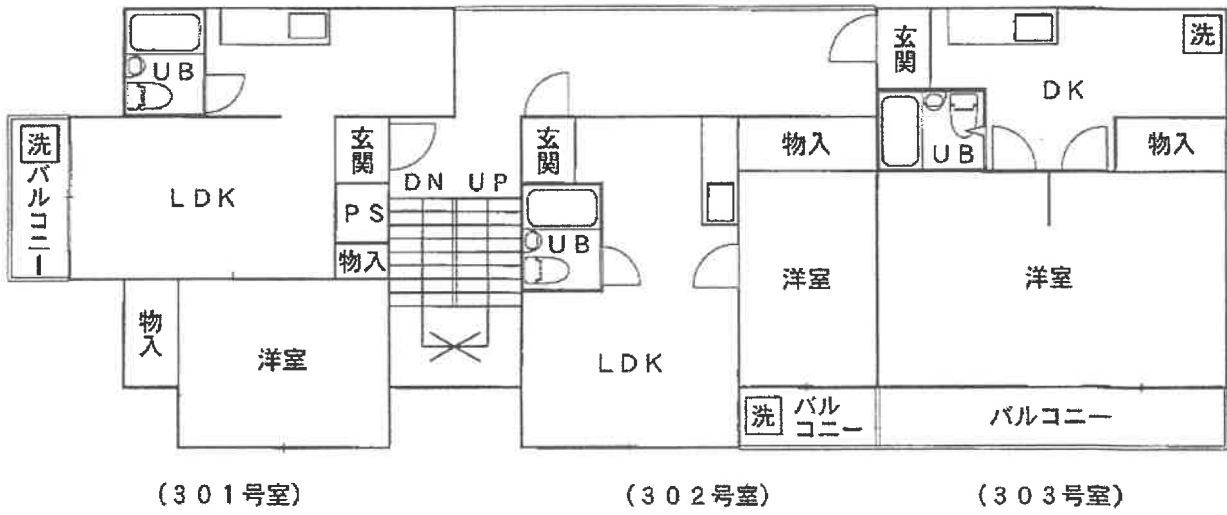 UB
洗
バルコニー
LDK
玄関
PS
物入
物入
洋室
DN UP
玄関
UB
LDK
物入
洋室
洗
バル
コニー
玄関
洗
DK
UB
物入
洋室
バルコニー
(301号室)
(302号室)
(303号室)